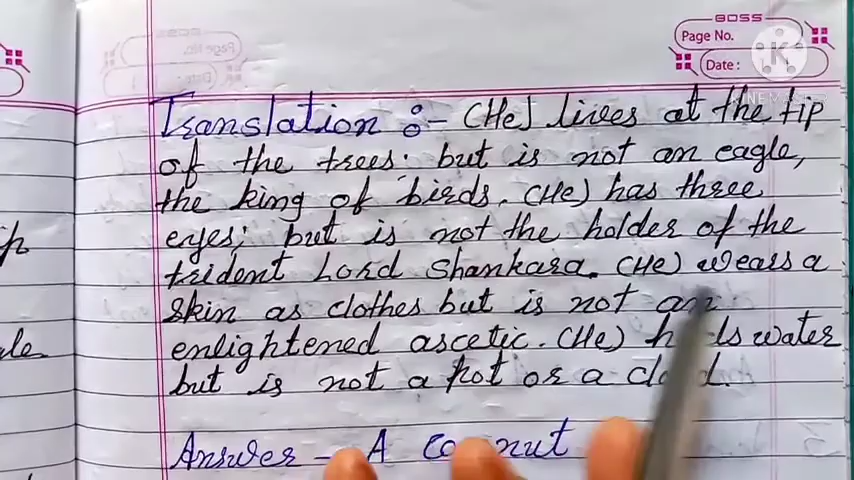 BOSS
Page No.
Date :
KINEMASTER
Translation :- (He) lives at the tip
of the trees. but is not an eagle,
the king of birds. (He) has three
eyes; but is not the holder of the
trident Lord Shankara. (He) wears a
skin as clothes but is not an
enlightened ascetic. (He) holds water
but is not a pot or a cloud.
Answer - A coconut